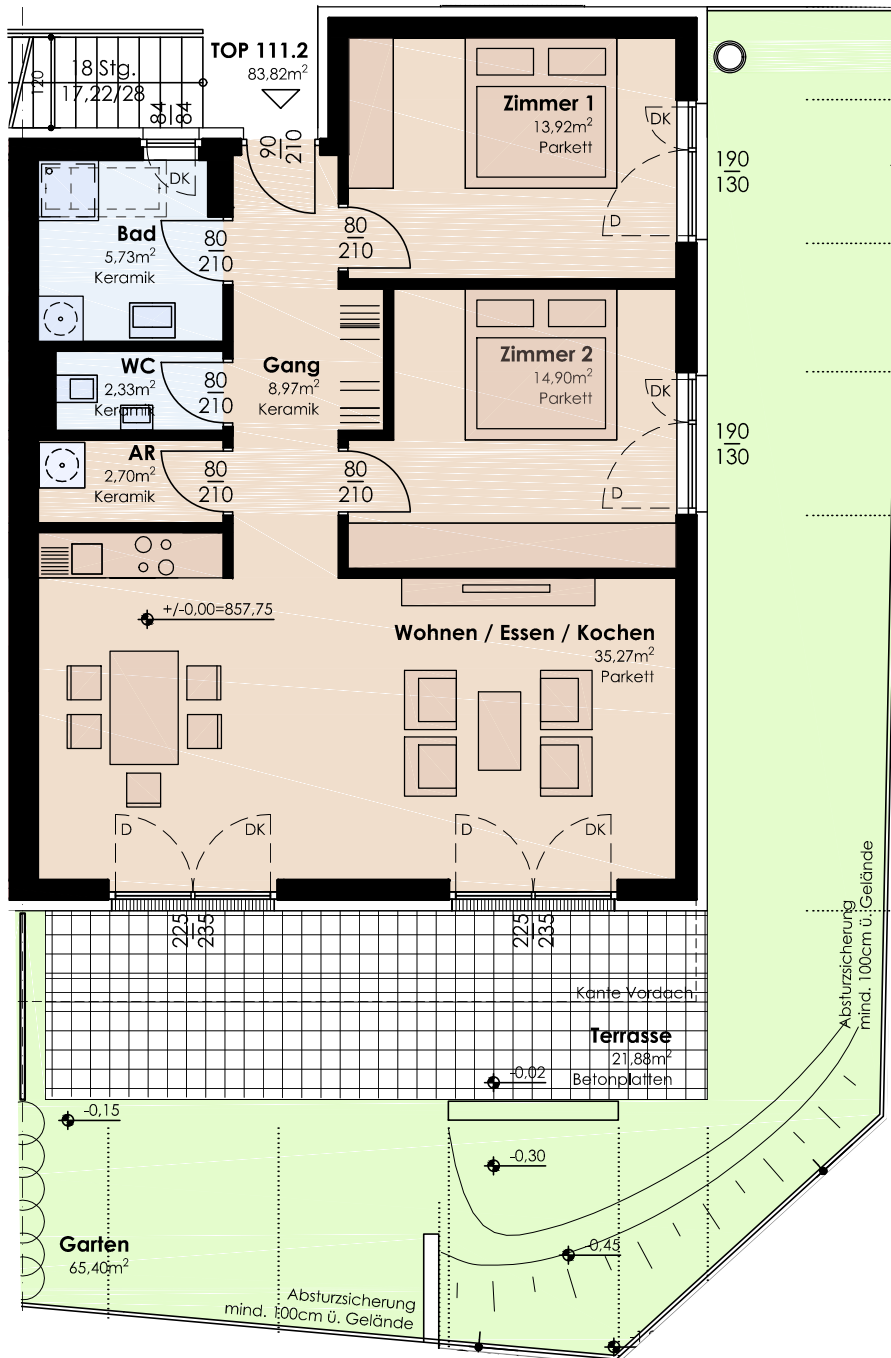 TOP 111.2
83,82m²
18 Stg.
17,22/28
120
84
84
90
210
DK
Zimmer 1
13,92m²
Parkett
DK
D
190
130
Bad
5,73m²
Keramik
80
210
80
210
Zimmer 2
14,90m²
Parkett
DK
D
190
130
WC
2,33m²
Keramik
80
210
Gang
8,97m²
Keramik
AR
2,70m²
Keramik
80
210
80
210
+/-0,00=857,75
Wohnen / Essen / Kochen
35,27m²
Parkett
D
DK
D
DK
225
235
225
235
Kante Vordach
Terrasse
21,88m²
Betonplatten
-0,02
-0,15
-0,30
-0,45
Absturzsicherung
mind. 100cm ü. Gelände
Garten
65,40m²
Absturzsicherung
mind. 100cm ü. Gelände